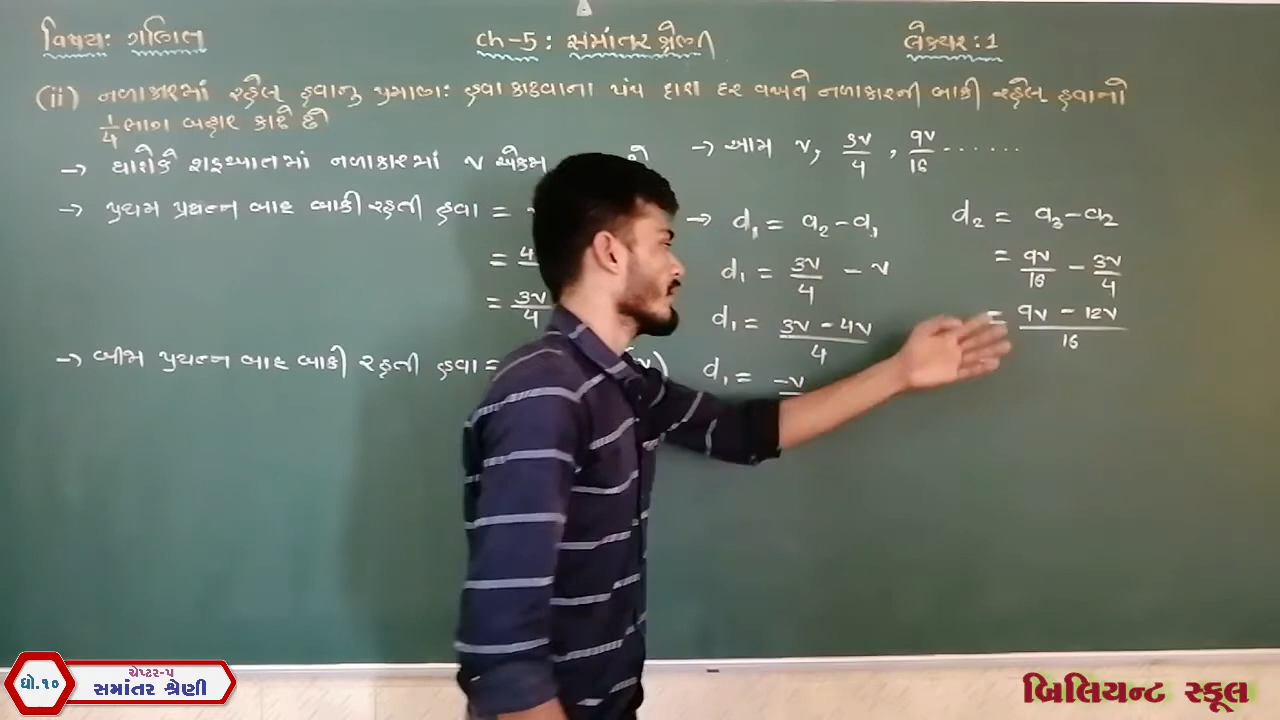 વિષય: ગણિત
ch-5: સમાંતર શ્રેણી
લેક્ચર: 1
(ii) નળાકારમાં રહેલ હવાનુ પ્રમાણ: હવા કાઢવાના પંપ દ્વારા દર વખતે નળાકારની બાકી રહેલ હવાનો
1/4 ભાગ બહાર કાઢે છે
→ ધારોકે શરૂઆતમાં નળાકારમાં v એકમ
→ પ્રથમ પ્રયત્ન બાદ બાકી રહતી હવા =
=
= 3v/4
→ બીજા પ્રયત્ન બાદ બાકી રહતી હવા =
→ આમ v, 3v/4, 9v/16 ......
→ d₁ = a₂ - a₁
d₁ = 3v/4 - v
d₁ = 3v - 4v/4
d₁ = -v
d₂ = a₃ - a₂
= 9v/16 - 3v/4
= 9v - 12v/16
ધો.૧૦
ચેપ્ટર-૫
સમાંતર શ્રેણી
બ્રિલિયન્ટ સ્કૂલ